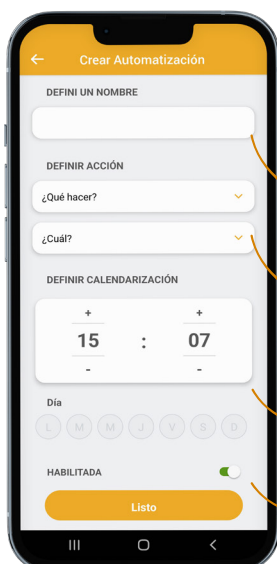 Crear Automatización
DEFINI UN NOMBRE
DEFINIR ACCIÓN
¿Qué hacer?
¿Cuál?
DEFINIR CALENDARIZACIÓN
+ +
15 : 07
- -
Día
L M M J V S D
HABILITADA
Listo